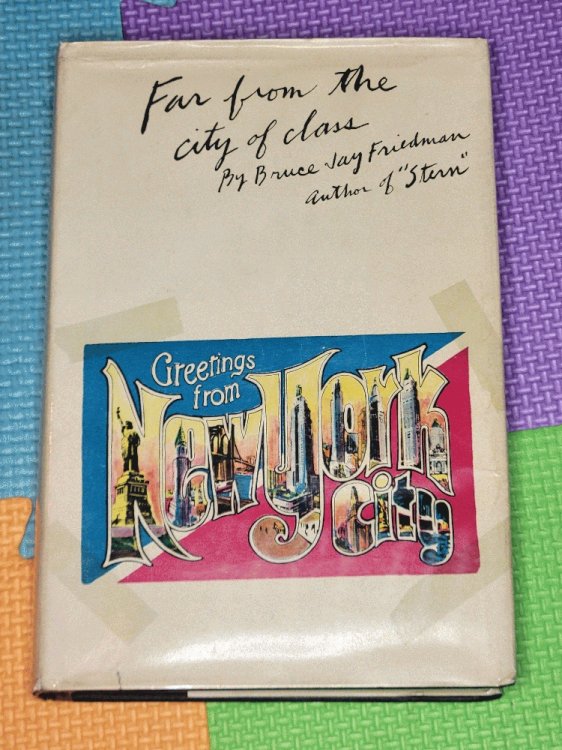 Far from the
city of class
By Bruce Jay Friedman
author of "Stern"
Greetings
from
New York
City